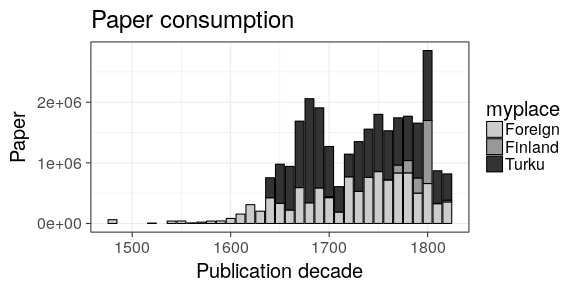 Paper consumption
Paper
2e+06
1e+06
0e+00
1500 1600 1700 1800
Publication decade
myplace
Foreign
Finland
Turku